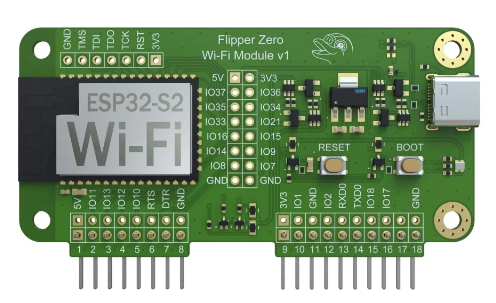 GND TMS TDI TDO TCK RST 3V3
Flipper Zero
Wi-Fi Module v1
ESP32-S2
Wi-Fi
5V 3V3
IO37 IO36
IO35 IO34
IO33 IO21
IO16 IO15
IO14 IO9
IO8 IO7
GND GND
RESET BOOT
5V IO11 IO13 IO12 IO10 RTS DTR GND
3V3 IO1 GND IO2 RXD0 TXD0 IO18 IO17 GND
1 2 3 4 5 6 7 8
9 10 11 12 13 14 15 16 17 18